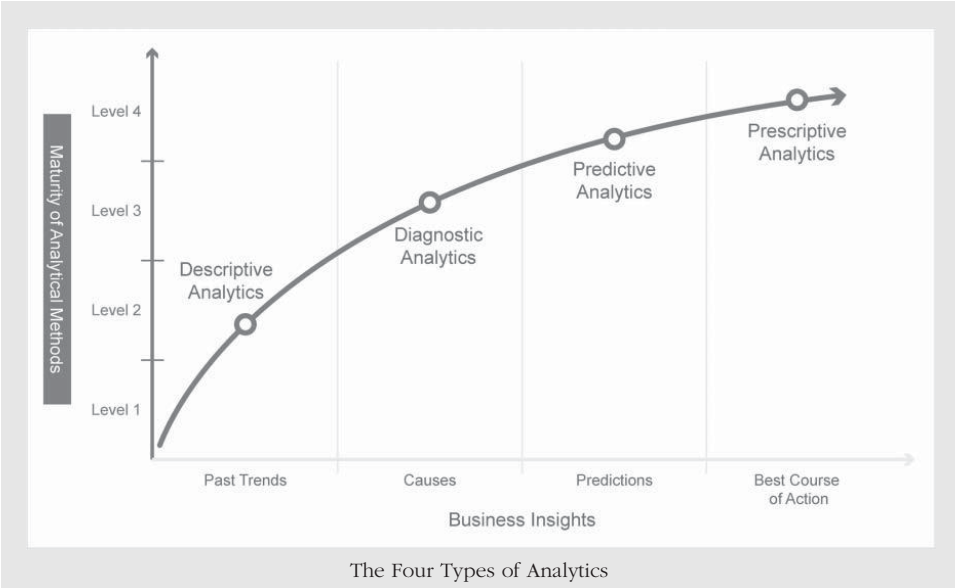 Maturity of Analytical Methods
Level 4
Level 3
Level 2
Level 1
Descriptive
Analytics
Diagnostic
Analytics
Predictive
Analytics
Prescriptive
Analytics
Past Trends
Causes
Predictions
Best Course
of Action
Business Insights
The Four Types of Analytics